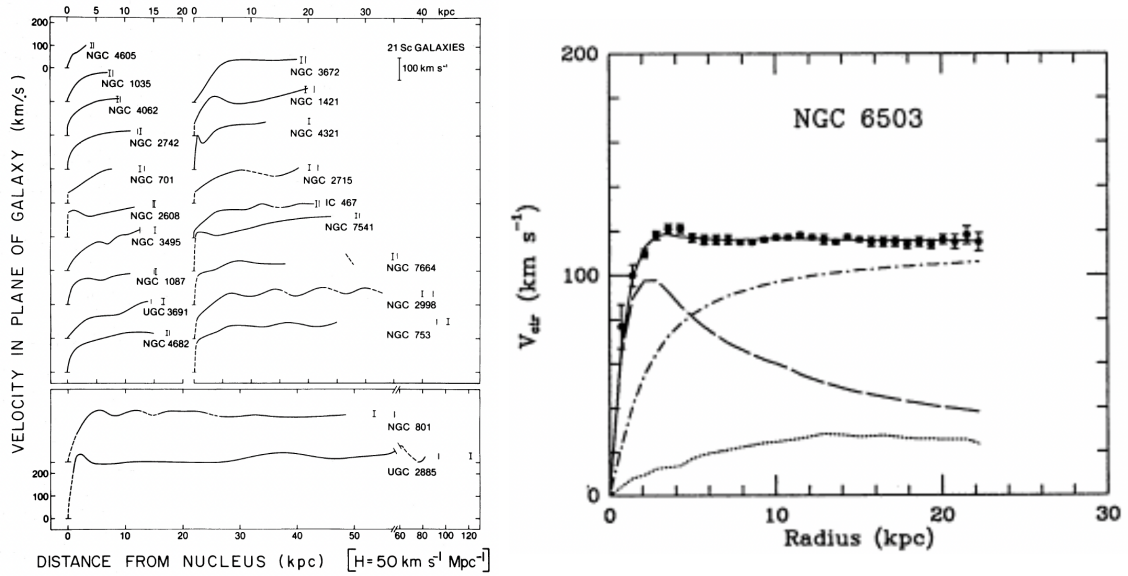 0 5 10 15 20 0 10 20 30 40 kpc
200
100
0
21 Sc GALAXIES
100 km s⁻¹
NGC 4605
NGC 1035
NGC 4062
NGC 2742
NGC 701
NGC 2608
NGC 3495
NGC 1087
UGC 3691
NGC 4682
NGC 3672
NGC 1421
NGC 4321
NGC 2715
IC 467
NGC 7541
NGC 7664
NGC 2998
NGC 753
NGC 801
UGC 2885
200
100
0
0 10 20 30 40 50 60 80 100 120
VELOCITY IN PLANE OF GALAXY (km/s)
DISTANCE FROM NUCLEUS (kpc) [H=50 km s⁻¹ Mpc⁻¹]
200
100
0
NGC 6503
V_cir (km s⁻¹)
0 10 20 30
Radius (kpc)